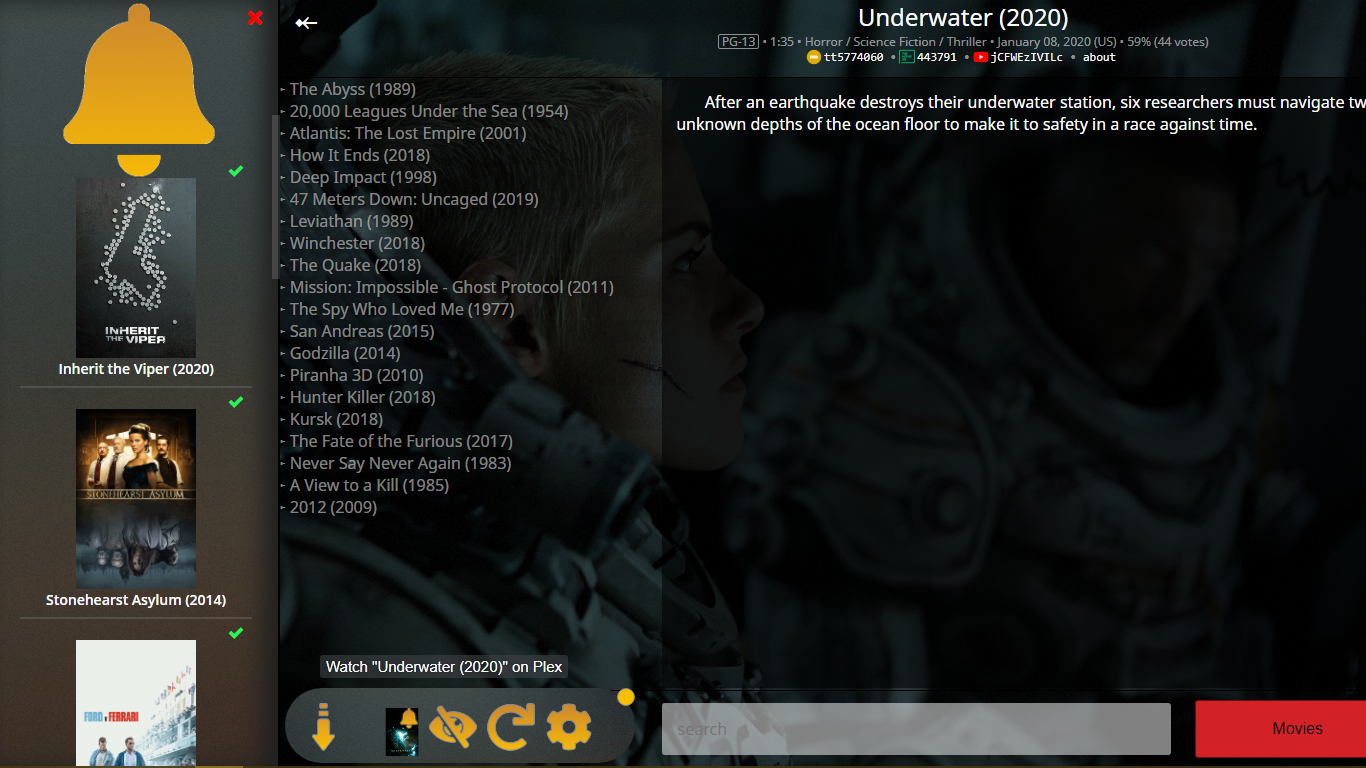 INHERIT
THE VIPER
Inherit the Viper (2020)
STONEHEARST ASYLUM
Stonehearst Asylum (2014)
FORD v FERRARI
Underwater (2020)
PG-13 • 1:35 • Horror / Science Fiction / Thriller • January 08, 2020 (US) • 59% (44 votes)
tt5774060 • 443791 • jCFWEzIVILc • about
▸ The Abyss (1989)
▸ 20,000 Leagues Under the Sea (1954)
▸ Atlantis: The Lost Empire (2001)
▸ How It Ends (2018)
▸ Deep Impact (1998)
▸ 47 Meters Down: Uncaged (2019)
▸ Leviathan (1989)
▸ Winchester (2018)
▸ The Quake (2018)
▸ Mission: Impossible - Ghost Protocol (2011)
▸ The Spy Who Loved Me (1977)
▸ San Andreas (2015)
▸ Godzilla (2014)
▸ Piranha 3D (2010)
▸ Hunter Killer (2018)
▸ Kursk (2018)
▸ The Fate of the Furious (2017)
▸ Never Say Never Again (1983)
▸ A View to a Kill (1985)
▸ 2012 (2009)
After an earthquake destroys their underwater station, six researchers must navigate tw
unknown depths of the ocean floor to make it to safety in a race against time.
Watch "Underwater (2020)" on Plex
search
Movies